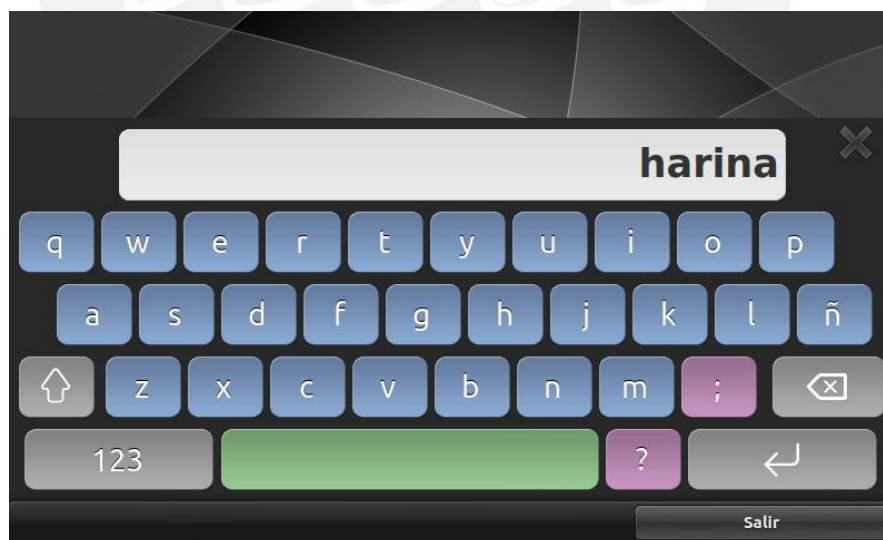 harina
q w e r t y u i o p
a s d f g h j k l ñ
z x c v b n m ;
123 ?
Salir